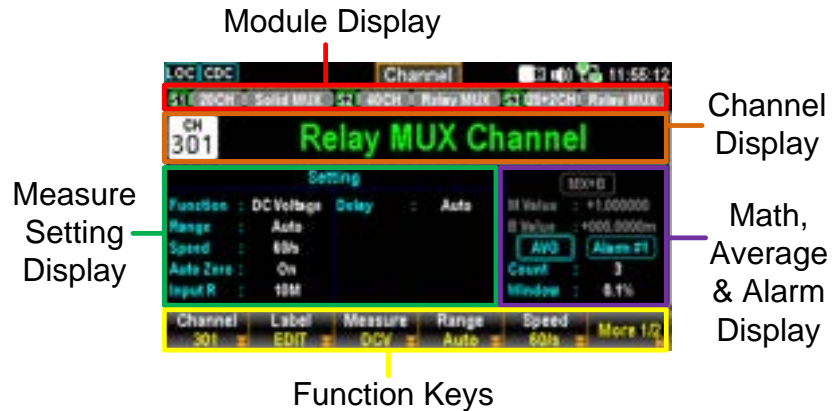 Module Display
LOC CDC Channel 11:55:12
S1 20CH Solid MUX S2 40CH Relay MUX S3 20+2CH Relay MUX
CH
301
Relay MUX Channel
Channel
Display
Measure
Setting
Display
Setting
Function : DC Voltage Delay : Auto
Range : Auto
Speed : 60/s
Auto Zero : On
Input R : 10M
MX+B
M Value : +1.000000
B Value : +000.0000m
AVG Alarm #1
Count : 3
Window : 0.1%
Math,
Average
& Alarm
Display
Channel Label Measure Range Speed More 1/2
301 EDIT DCV Auto 60/s
Function Keys